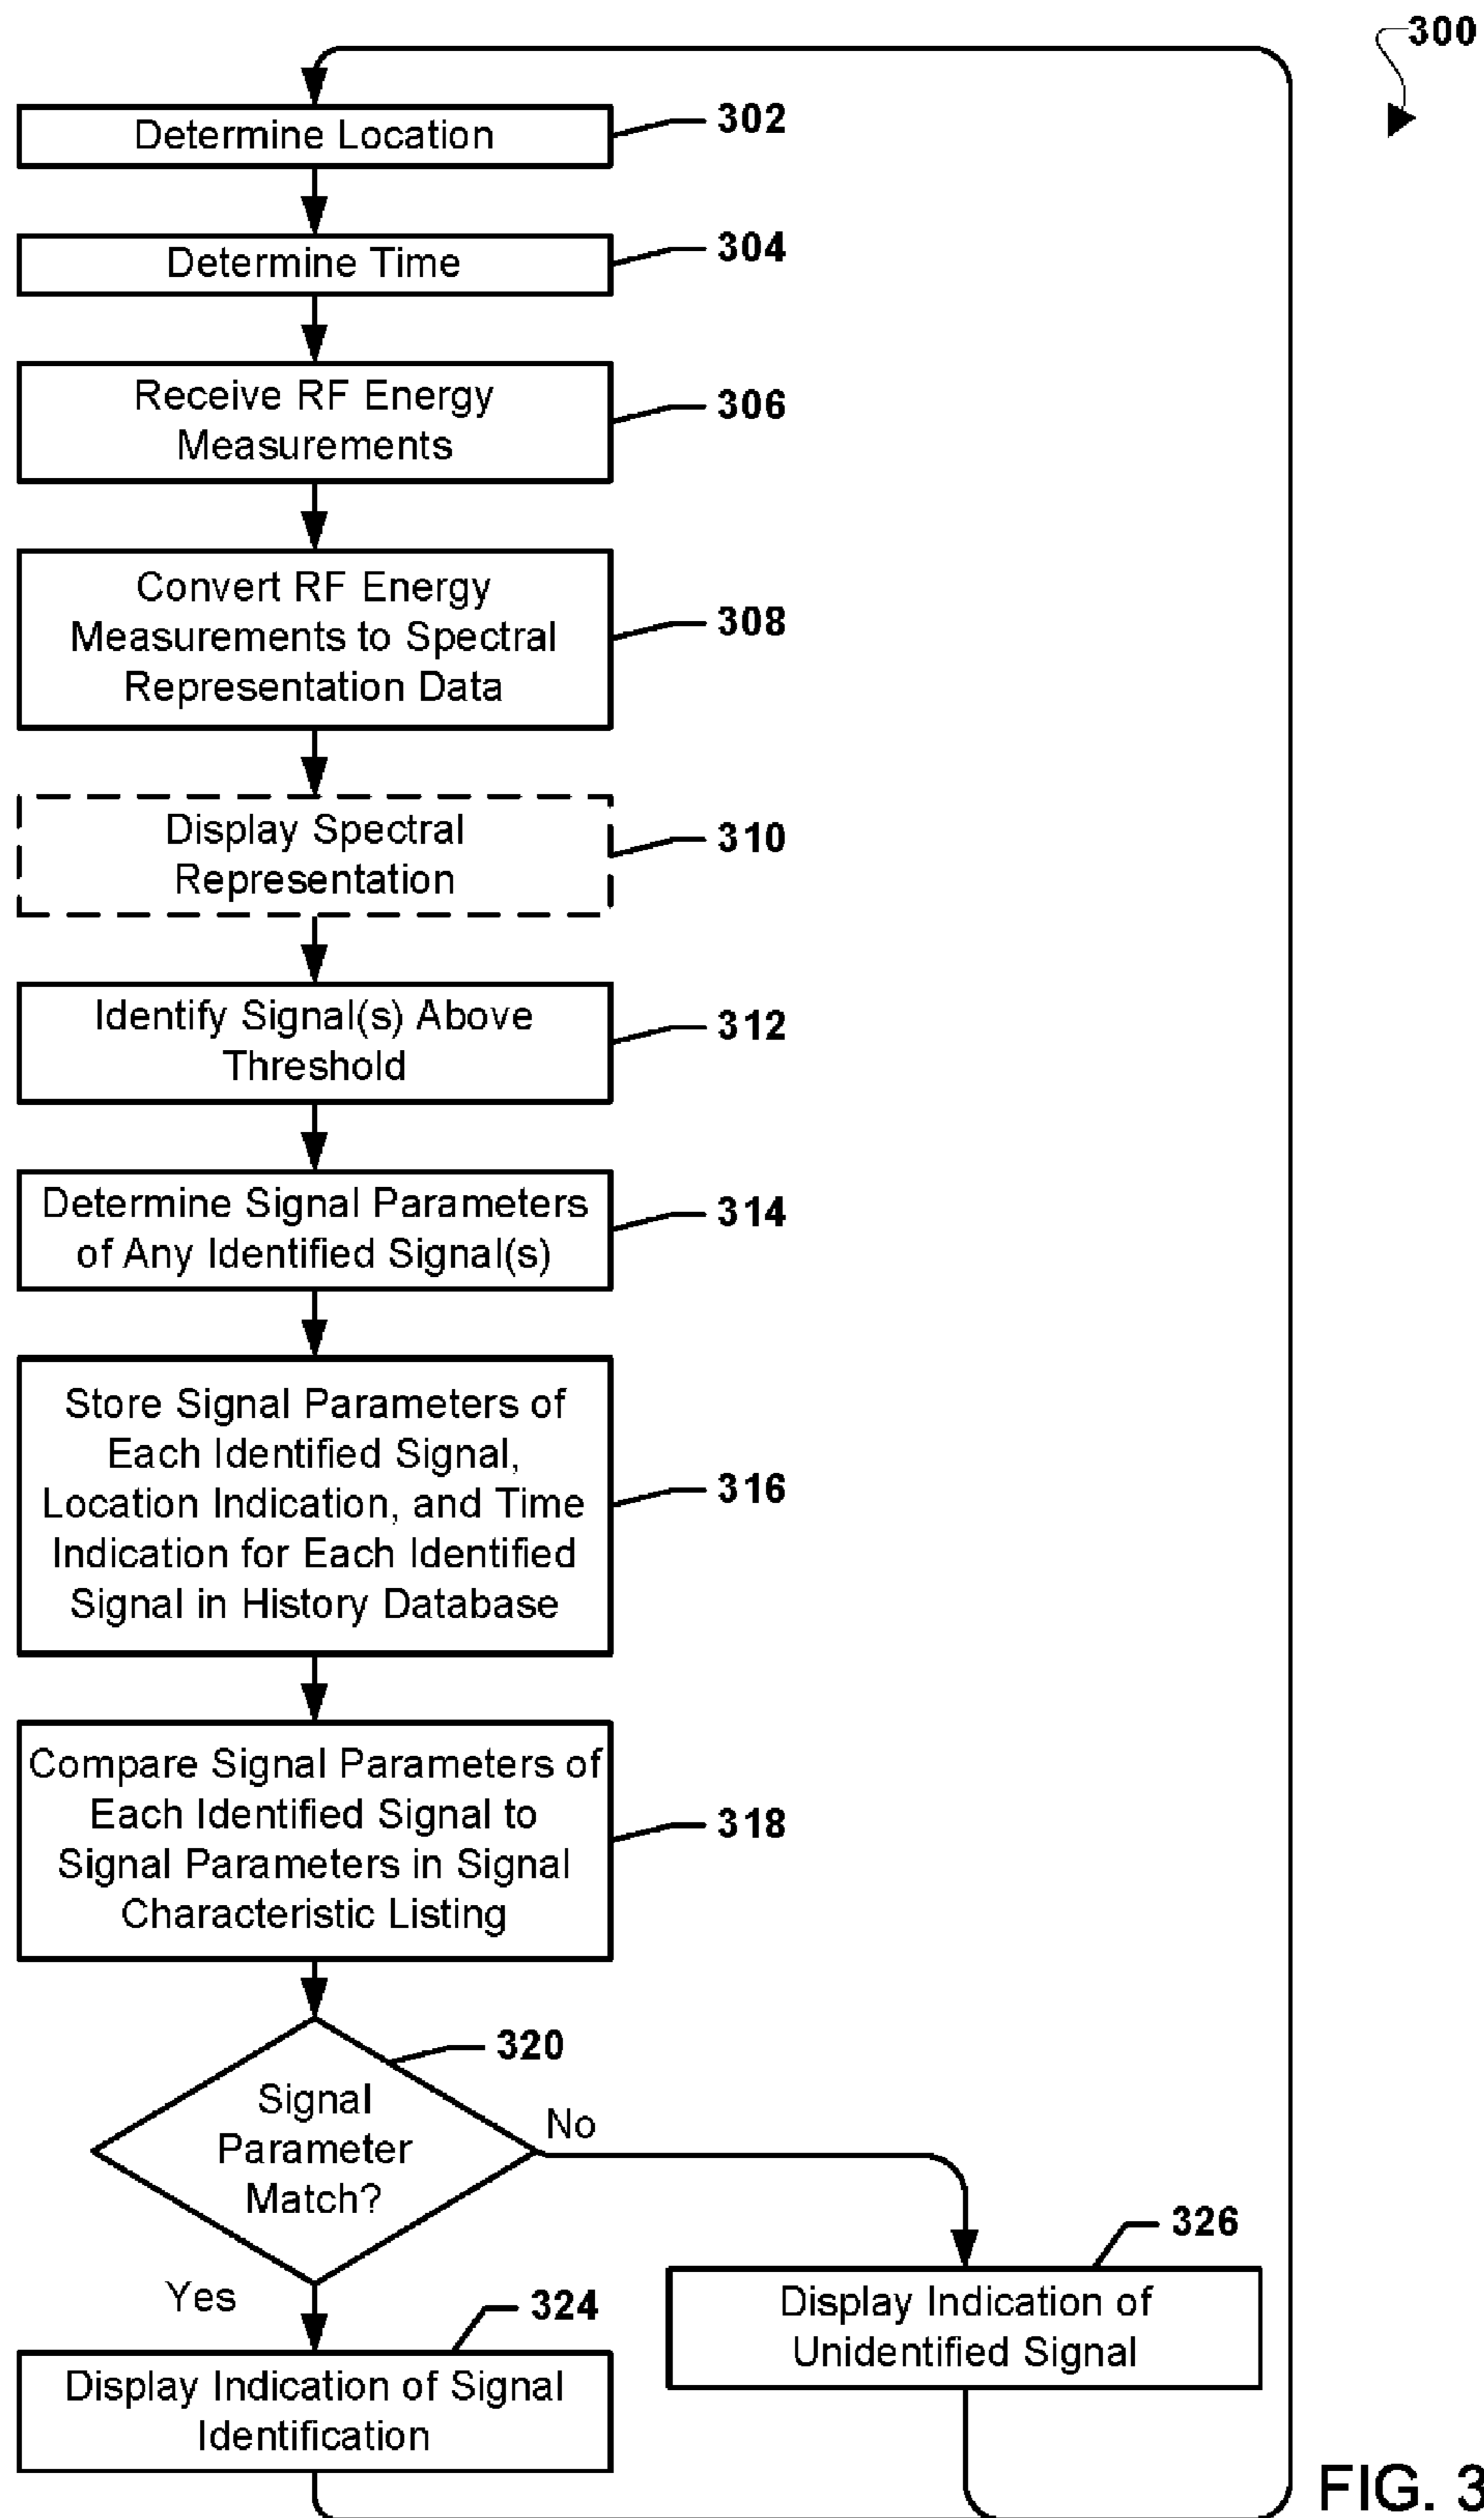 300
Determine Location
302
Determine Time
304
Receive RF Energy
Measurements
306
Convert RF Energy
Measurements to Spectral
Representation Data
308
Display Spectral
Representation
310
Identify Signal(s) Above
Threshold
312
Determine Signal Parameters
of Any Identified Signal(s)
314
Store Signal Parameters of
Each Identified Signal,
Location Indication, and Time
Indication for Each Identified
Signal in History Database
316
Compare Signal Parameters of
Each Identified Signal to
Signal Parameters in Signal
Characteristic Listing
318
320
Signal
Parameter
Match?
No
Yes
326
Display Indication of
Unidentified Signal
324
Display Indication of Signal
Identification
FIG. 3